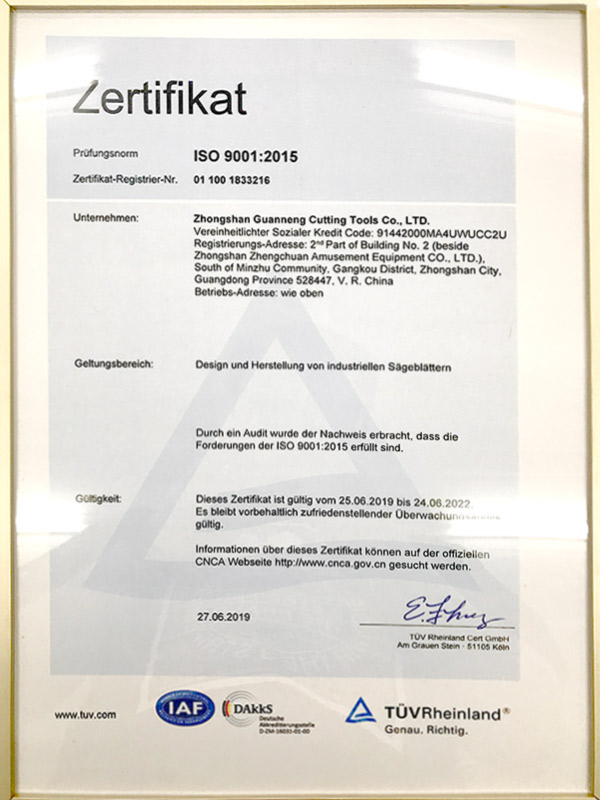 Zertifikat
Prüfungsnorm ISO 9001:2015
Zertifikat-Registrier-Nr. 01 100 1833216
Unternehmen: Zhongshan Guanneng Cutting Tools Co., LTD.
Vereinheitlichter Sozialer Kredit Code: 91442000MA4UWUCC2U
Registrierungs-Adresse: 2nd Part of Building No. 2 (beside
Zhongshan Zhengchuan Amusement Equipment CO., LTD.),
South of Minzhu Community, Gangkou District, Zhongshan City,
Guangdong Province 528447, V. R. China
Betriebs-Adresse: wie oben
Geltungsbereich: Design und Herstellung von industriellen Sägeblättern
Durch ein Audit wurde der Nachweis erbracht, dass die
Forderungen der ISO 9001:2015 erfüllt sind.
Gültigkeit: Dieses Zertifikat ist gültig vom 25.06.2019 bis 24.06.2022.
Es bleibt vorbehaltlich zufriedenstellender Überwachungsaudits
gültig.
Informationen über dieses Zertifikat können auf der offiziellen
CNCA Webseite http://www.cnca.gov.cn gesucht werden.
27.06.2019
TÜV Rheinland Cert GmbH
Am Grauen Stein · 51105 Köln
www.tuv.com
IAF
DAkkS
Deutsche
Akkreditierungsstelle
D-ZM-16031-01-00
TÜVRheinland®
Genau. Richtig.